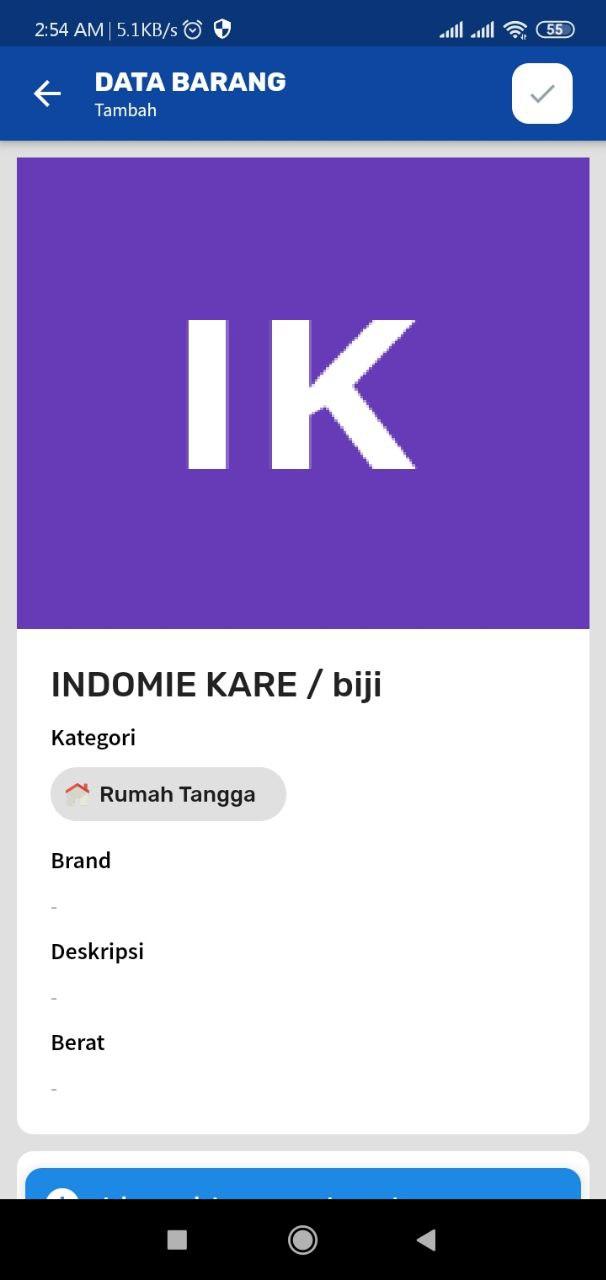 2:54 AM | 5.1KB/s
55
DATA BARANG
Tambah
IK
INDOMIE KARE / biji
Kategori
Rumah Tangga
Brand
-
Deskripsi
-
Berat
-